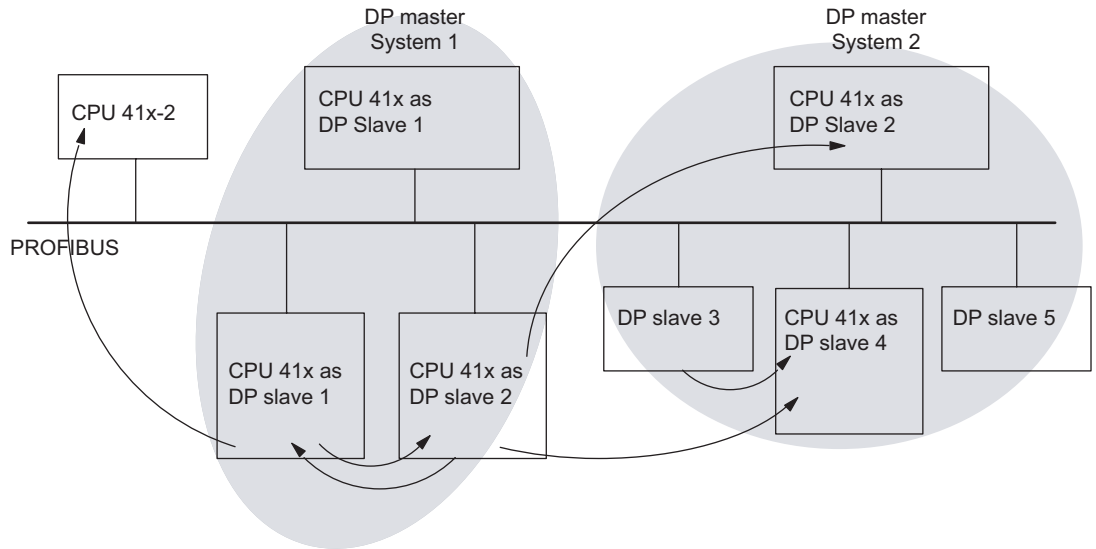 DP master
System 1
DP master
System 2
CPU 41x-2
CPU 41x as
DP Slave 1
CPU 41x as
DP Slave 2
PROFIBUS
CPU 41x as
DP slave 1
CPU 41x as
DP slave 2
DP slave 3
CPU 41x as
DP slave 4
DP slave 5